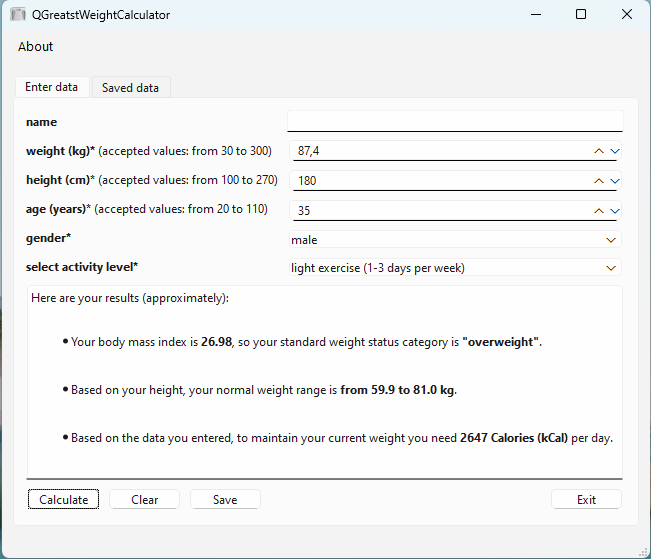 QGreatstWeightCalculator
About
Enter data Saved data
name
weight (kg)* (accepted values: from 30 to 300) 87,4
height (cm)* (accepted values: from 100 to 270) 180
age (years)* (accepted values: from 20 to 110) 35
gender* male
select activity level* light exercise (1-3 days per week)
Here are your results (approximately):
• Your body mass index is 26.98, so your standard weight status category is "overweight".
• Based on your height, your normal weight range is from 59.9 to 81.0 kg.
• Based on the data you entered, to maintain your current weight you need 2647 Calories (kCal) per day.
Calculate Clear Save Exit